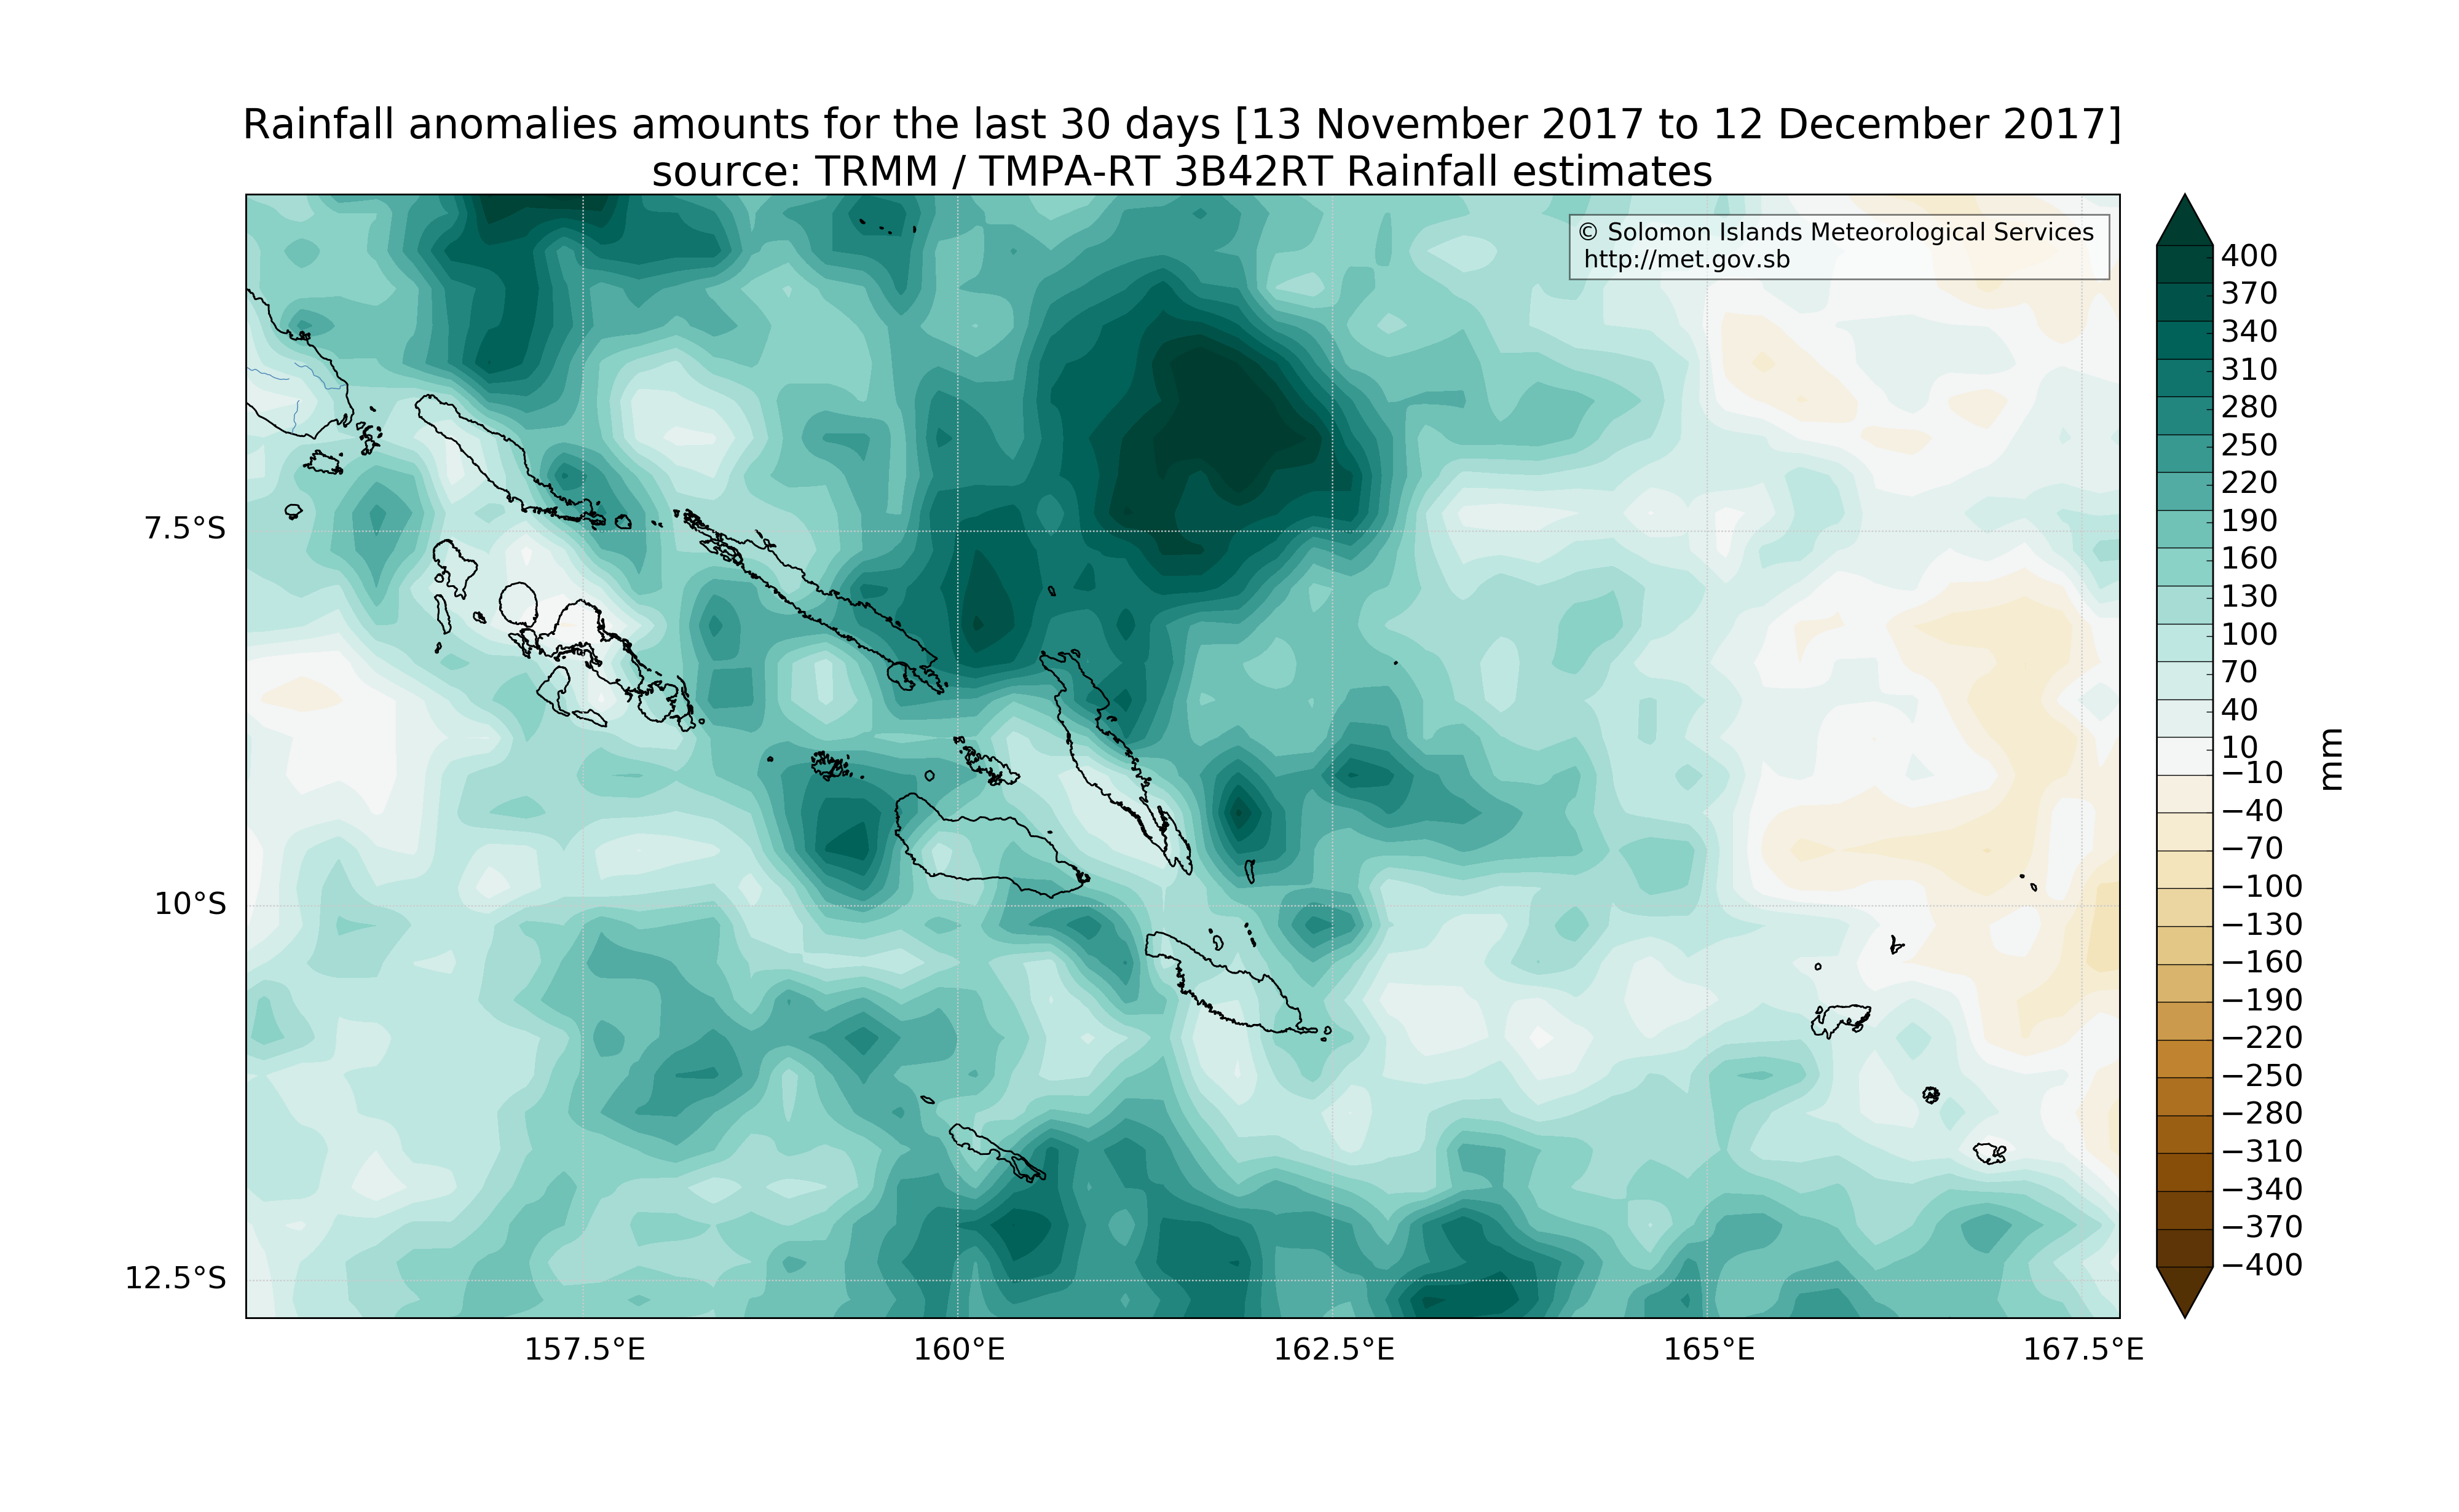 Rainfall anomalies amounts for the last 30 days [13 November 2017 to 12 December 2017]
source: TRMM / TMPA-RT 3B42RT Rainfall estimates
© Solomon Islands Meteorological Services
http://met.gov.sb
7.5°S
10°S
12.5°S
157.5°E
160°E
162.5°E
165°E
167.5°E
400
370
340
310
280
250
220
190
160
130
100
70
40
10
−10
−40
−70
−100
−130
−160
−190
−220
−250
−280
−310
−340
−370
−400
mm